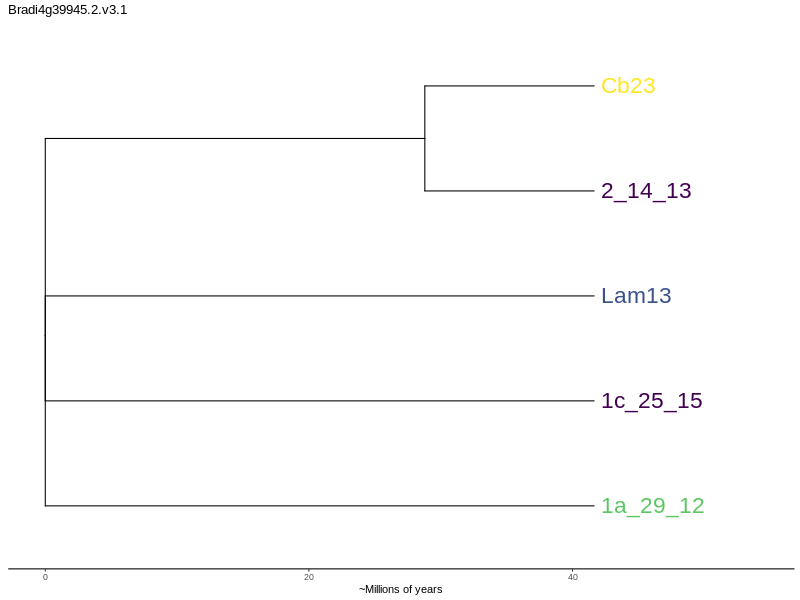 Bradi4g39945.2.v3.1
Cb23
2_14_13
Lam13
1c_25_15
1a_29_12
0 20 40
~Millions of years